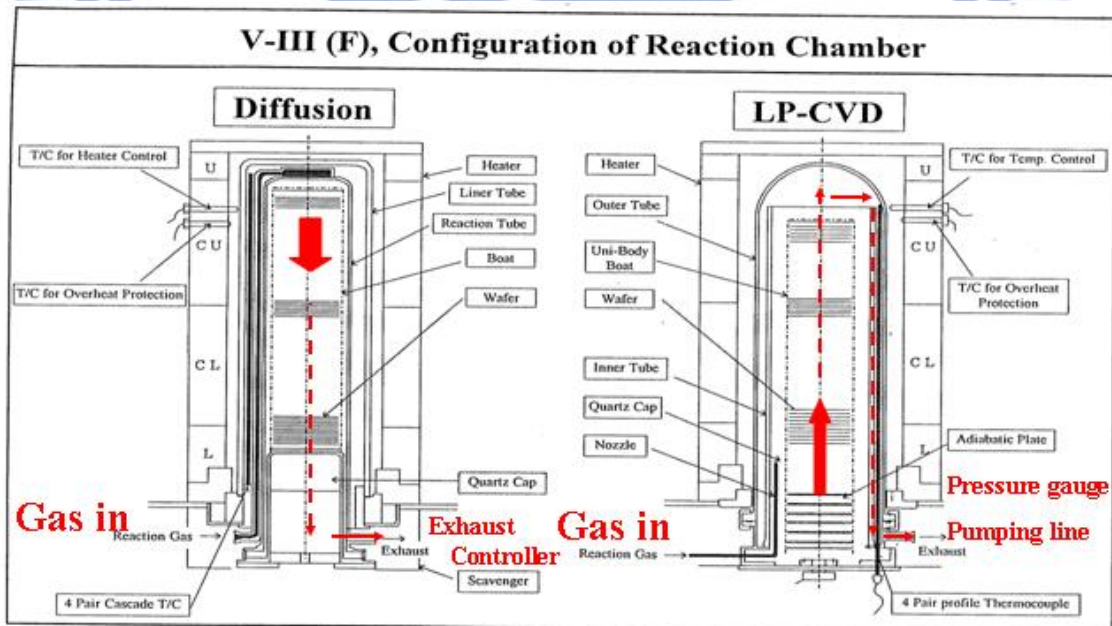 V-III (F), Configuration of Reaction Chamber
Diffusion
T/C for Heater Control
T/C for Overheat Protection
U
C U
C L
L
Heater
Liner Tube
Reaction Tube
Boat
Wafer
Quartz Cap
Gas in
Reaction Gas
Exhaust
Controller
Exhaust
Scavenger
4 Pair Cascade T/C
LP-CVD
Heater
Outer Tube
Uni-Body
Boat
Wafer
Inner Tube
Quartz Cap
Nozzle
Gas in
Reaction Gas
U
C U
C L
L
T/C for Temp. Control
T/C for Overheat
Protection
Adiabatic Plate
Pressure gauge
Pumping line
Exhaust
4 Pair profile Thermocouple